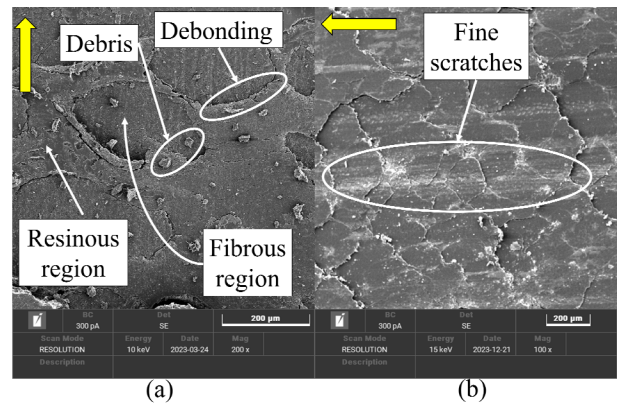 Debris
Debonding
Fine
scratches
Resinous
region
Fibrous
region
BC
300 pA
Det
SE
200 µm
Scan Mode
RESOLUTION
Energy
10 keV
Date
2023-03-24
Mag
200 x
Description
BC
300 pA
Det
SE
200 µm
Scan Mode
RESOLUTION
Energy
15 keV
Date
2023-12-21
Mag
100 x
Description
(a)
(b)